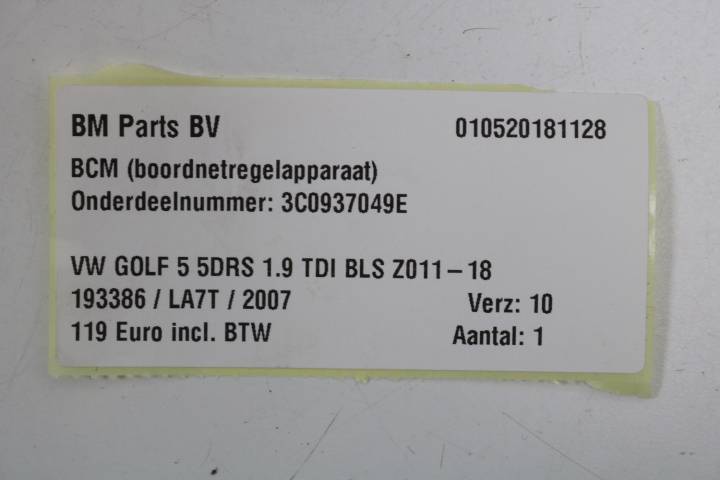 BM Parts BV 010520181128
BCM (boordnetregelapparaat)
Onderdeelnummer: 3C0937049E
VW GOLF 5 5DRS 1.9 TDI BLS Z011-18
193386 / LA7T / 2007 Verz: 10
119 Euro incl. BTW Aantal: 1